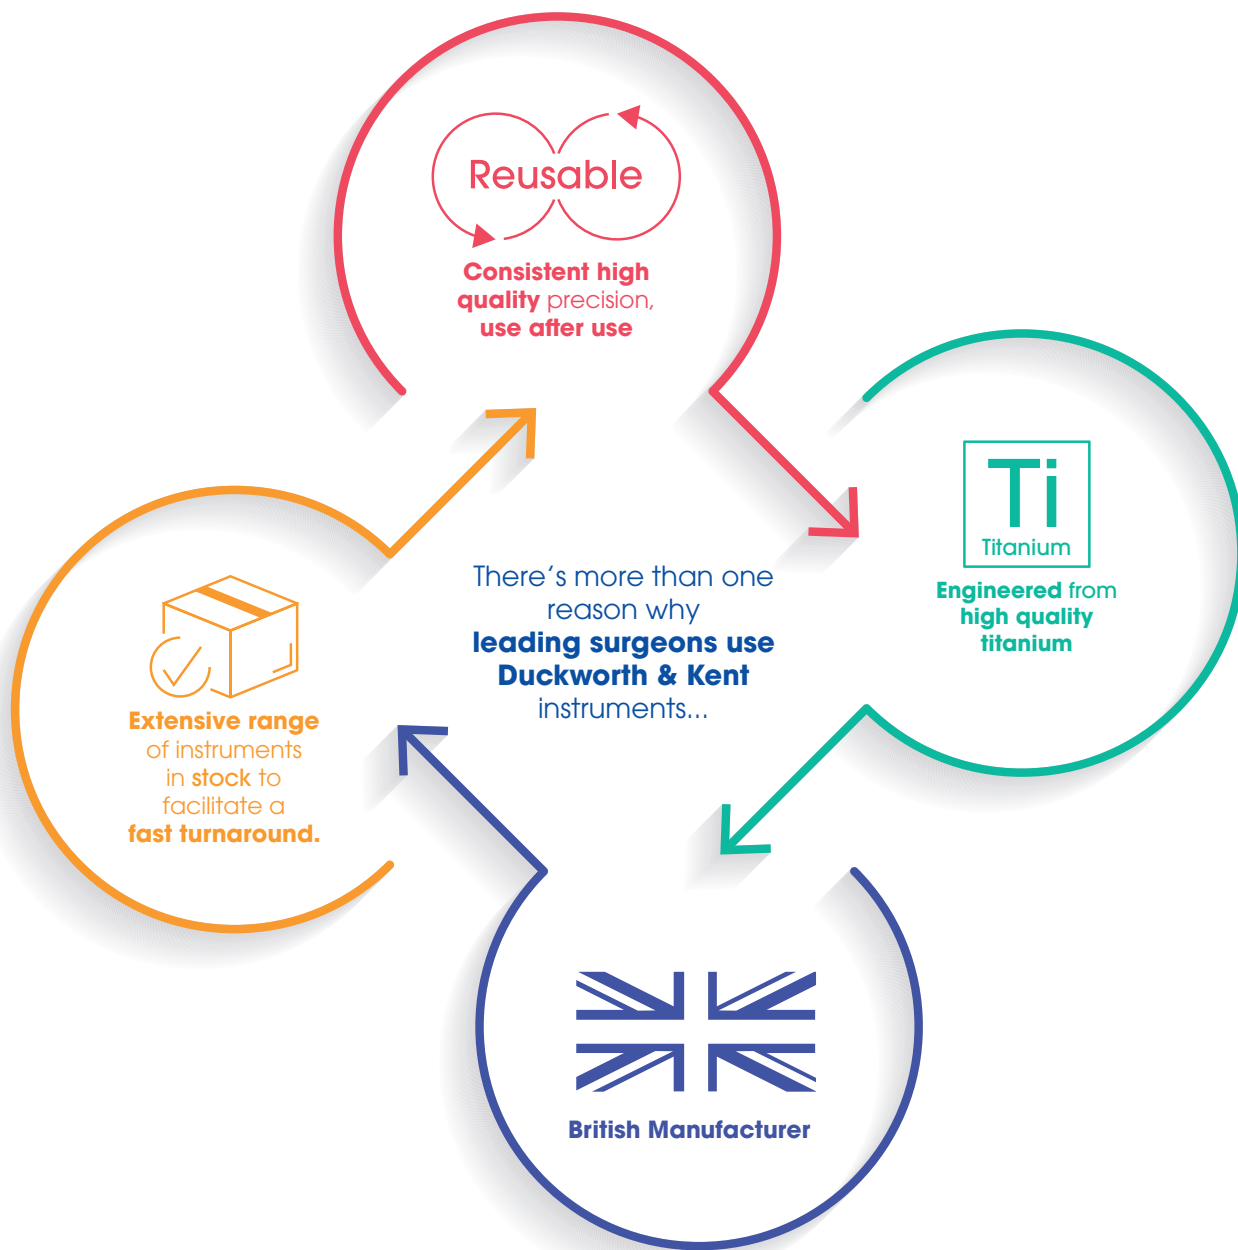 Reusable
Consistent high
quality precision,
use after use
Ti
Titanium
Engineered from
high quality
titanium
There's more than one
reason why
leading surgeons use
Duckworth & Kent
instruments...
Extensive range
of instruments
in stock to
facilitate a
fast turnaround.
British Manufacturer